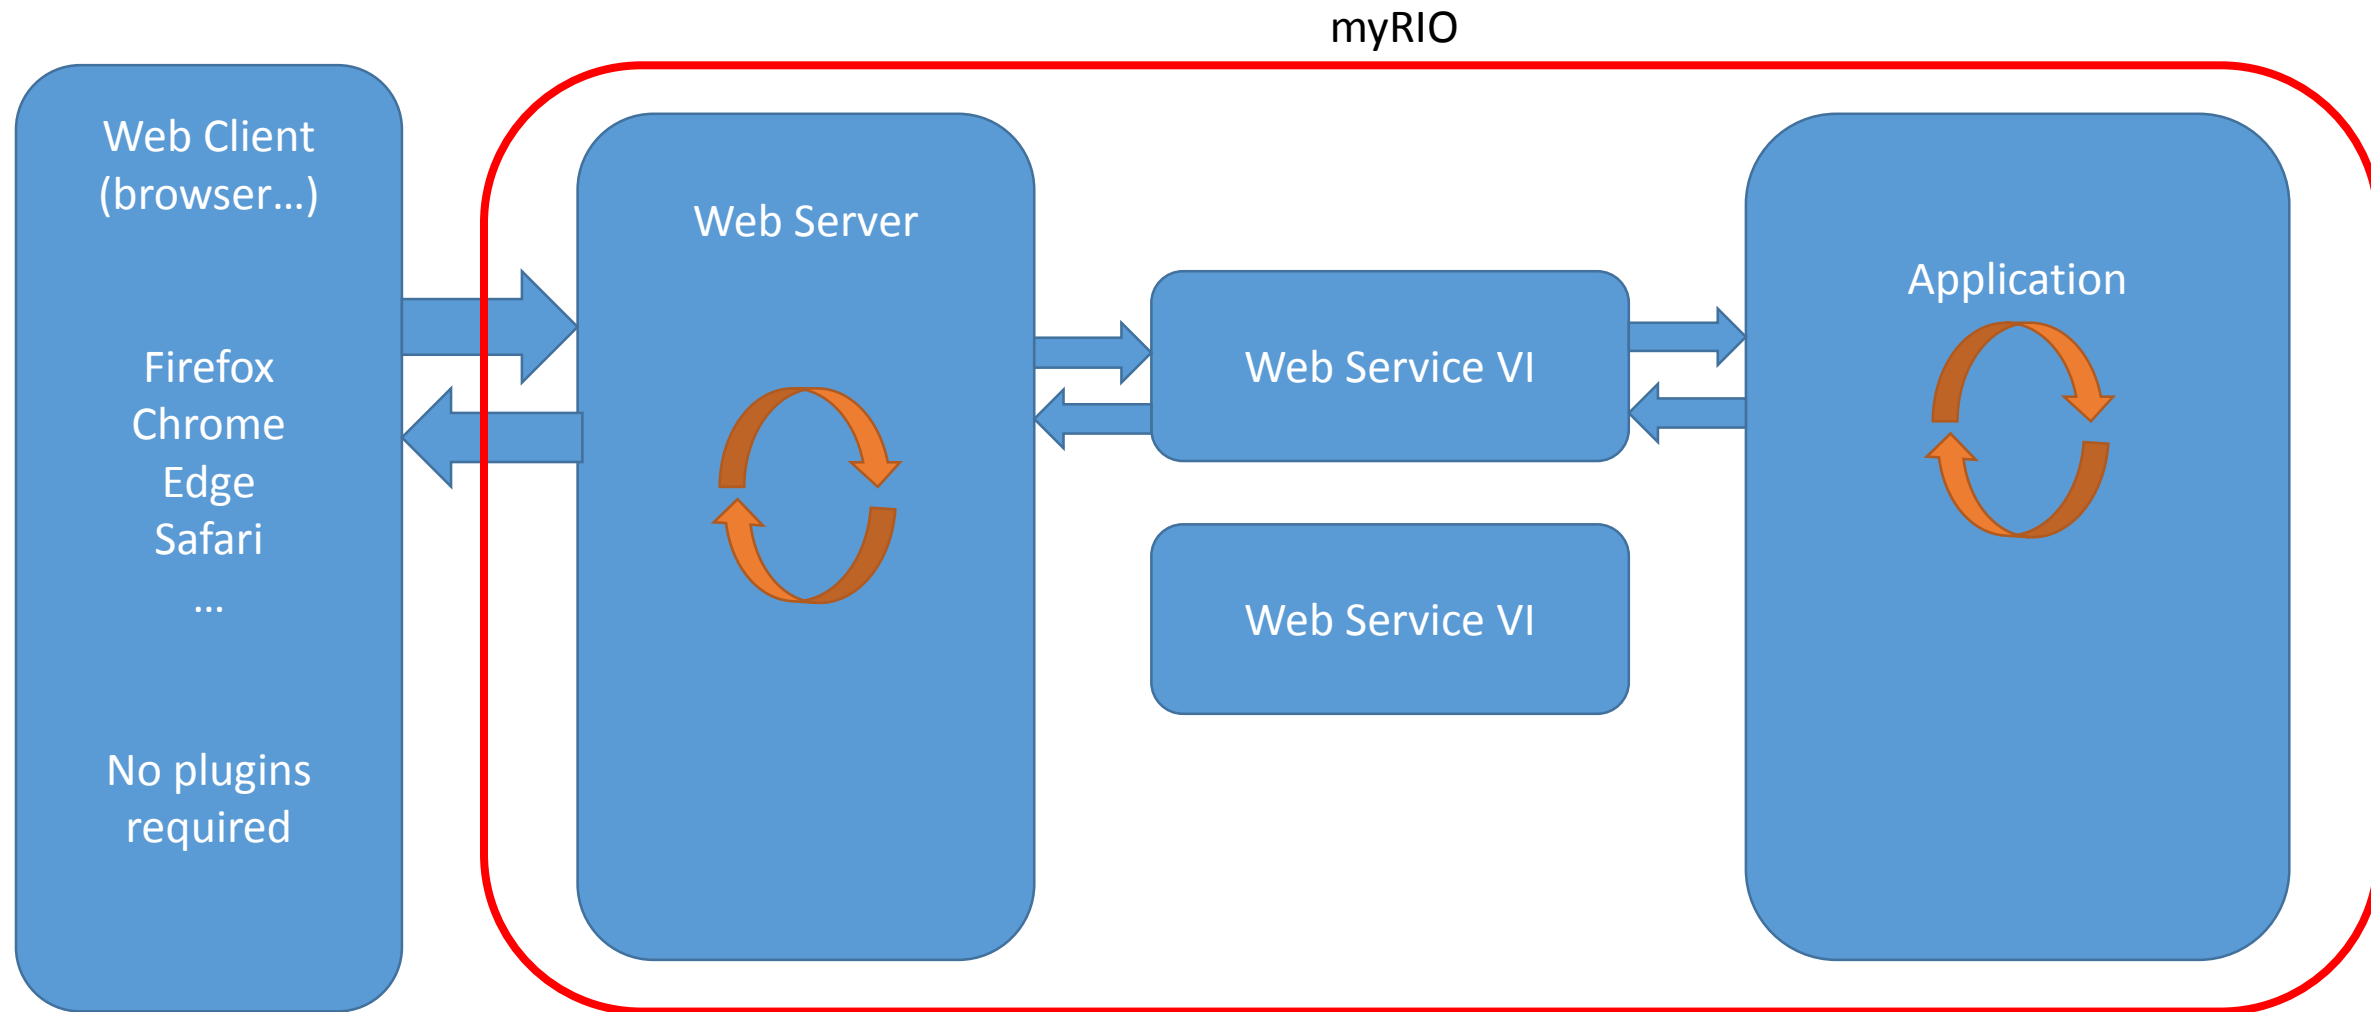 myRIO
Web Client
(browser…)
Firefox
Chrome
Edge
Safari
…
No plugins
required
Web Server
Web Service VI
Web Service VI
Application